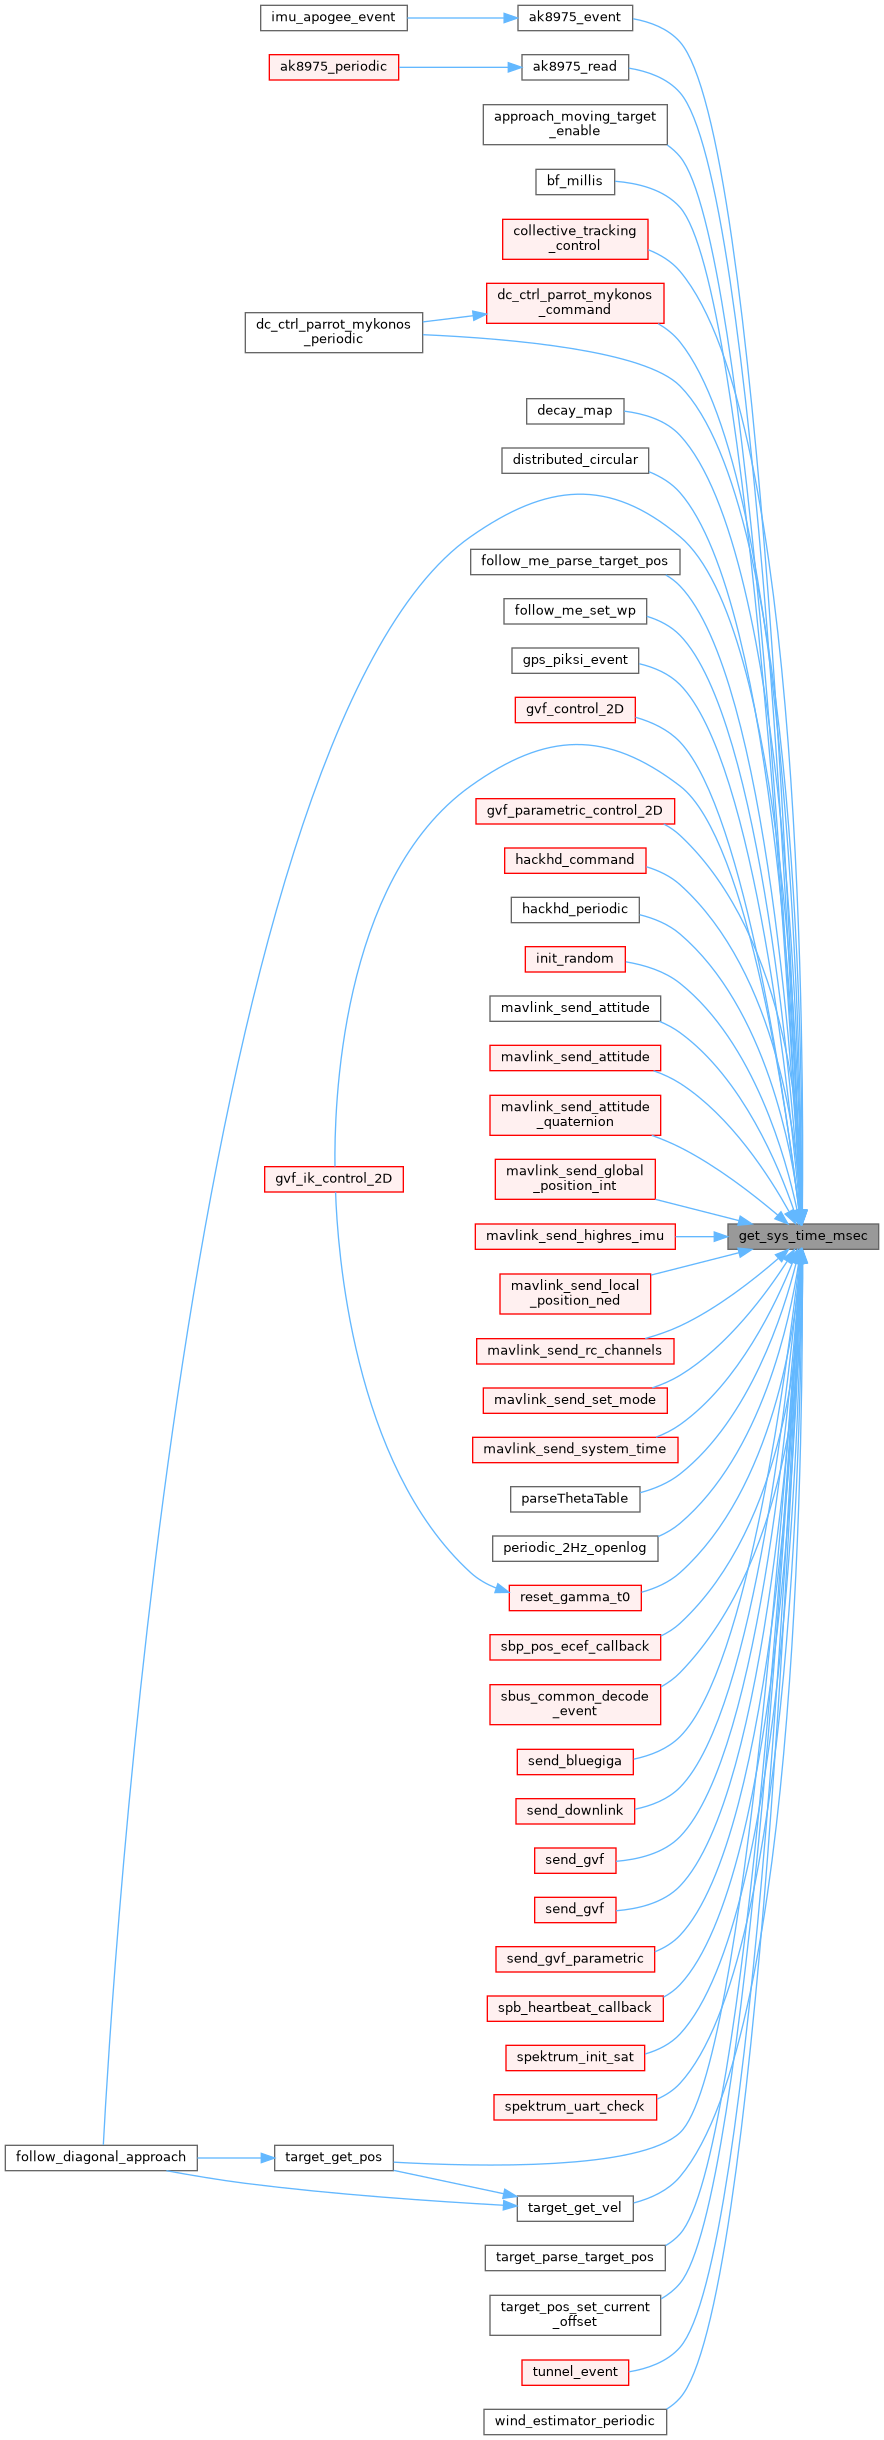 imu_apogee_event
ak8975_event
ak8975_periodic
ak8975_read
approach_moving_target
_enable
bf_millis
collective_tracking
_control
dc_ctrl_parrot_mykonos
_command
dc_ctrl_parrot_mykonos
_periodic
decay_map
distributed_circular
follow_me_parse_target_pos
follow_me_set_wp
gps_piksi_event
gvf_control_2D
gvf_parametric_control_2D
hackhd_command
hackhd_periodic
init_random
mavlink_send_attitude
mavlink_send_attitude
mavlink_send_attitude
_quaternion
mavlink_send_global
_position_int
gvf_ik_control_2D
mavlink_send_highres_imu
get_sys_time_msec
mavlink_send_local
_position_ned
mavlink_send_rc_channels
mavlink_send_set_mode
mavlink_send_system_time
parseThetaTable
periodic_2Hz_openlog
reset_gamma_t0
sbp_pos_ecef_callback
sbus_common_decode
_event
send_bluegiga
send_downlink
send_gvf
send_gvf
send_gvf_parametric
spb_heartbeat_callback
spektrum_init_sat
spektrum_uart_check
follow_diagonal_approach
target_get_pos
target_get_vel
target_parse_target_pos
target_pos_set_current
_offset
tunnel_event
wind_estimator_periodic